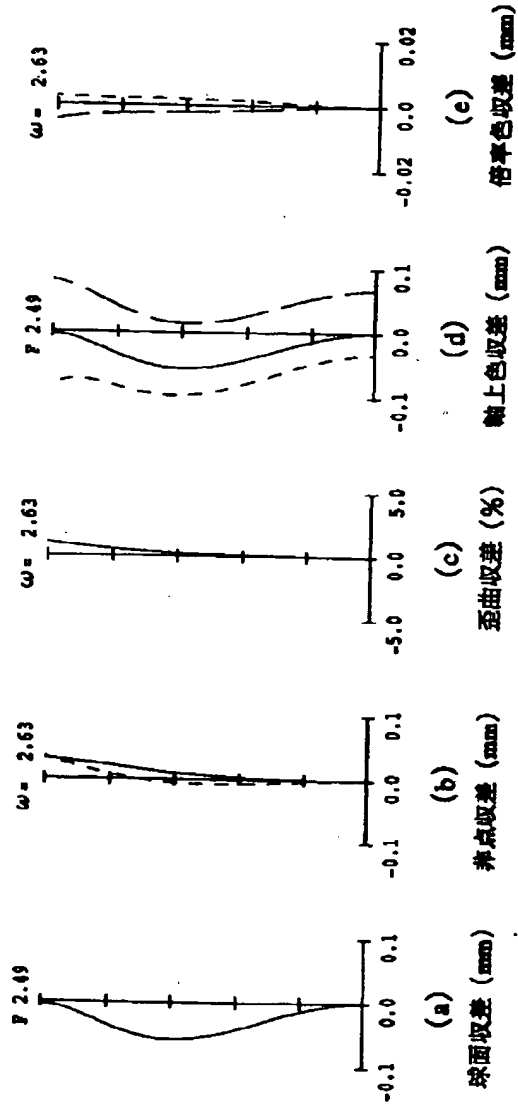 F 2.49
-0.1 0.0 0.1
(a)
球面収差 (mm)
ω= 2.63
-0.1 0.0 0.1
(b)
非点収差 (mm)
ω= 2.63
-5.0 0.0 5.0
(c)
歪曲収差 (%)
F 2.49
-0.1 0.0 0.1
(d)
軸上色収差 (mm)
ω= 2.63
-0.02 0.0 0.02
(e)
倍率色収差 (mm)